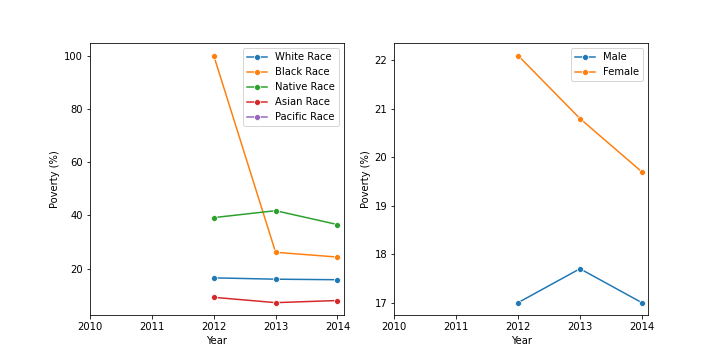 White Race
Black Race
Native Race
Asian Race
Pacific Race
100
80
60
40
20
Poverty (%)
2010 2011 2012 2013 2014
Year
Male
Female
22
21
20
19
18
17
Poverty (%)
2010 2011 2012 2013 2014
Year